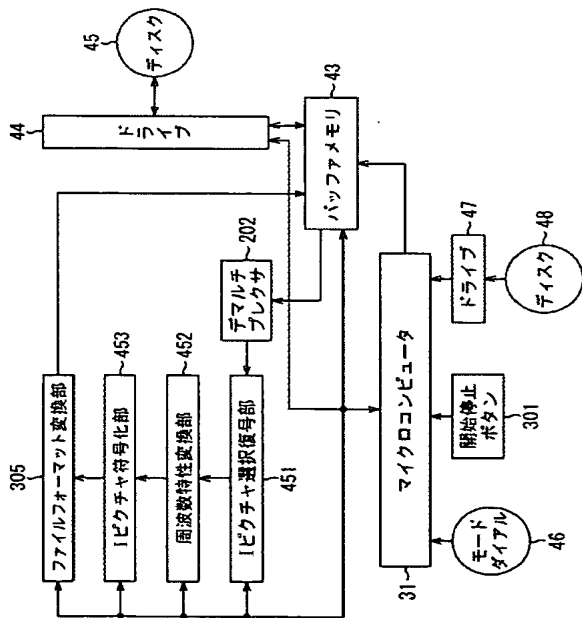 305
ファイルフォーマット変換部
44
ドライブ
45
ディスク
453
Iピクチャ符号化部
452
周波数特性変換部
202
デマルチ
プレクサ
Iピクチャ選択復号部
451
43
バッファメモリ
31
マイクロコンピュータ
47
ドライブ
48
ディスク
開始停止
ボタン
301
モード
ダイアル
46